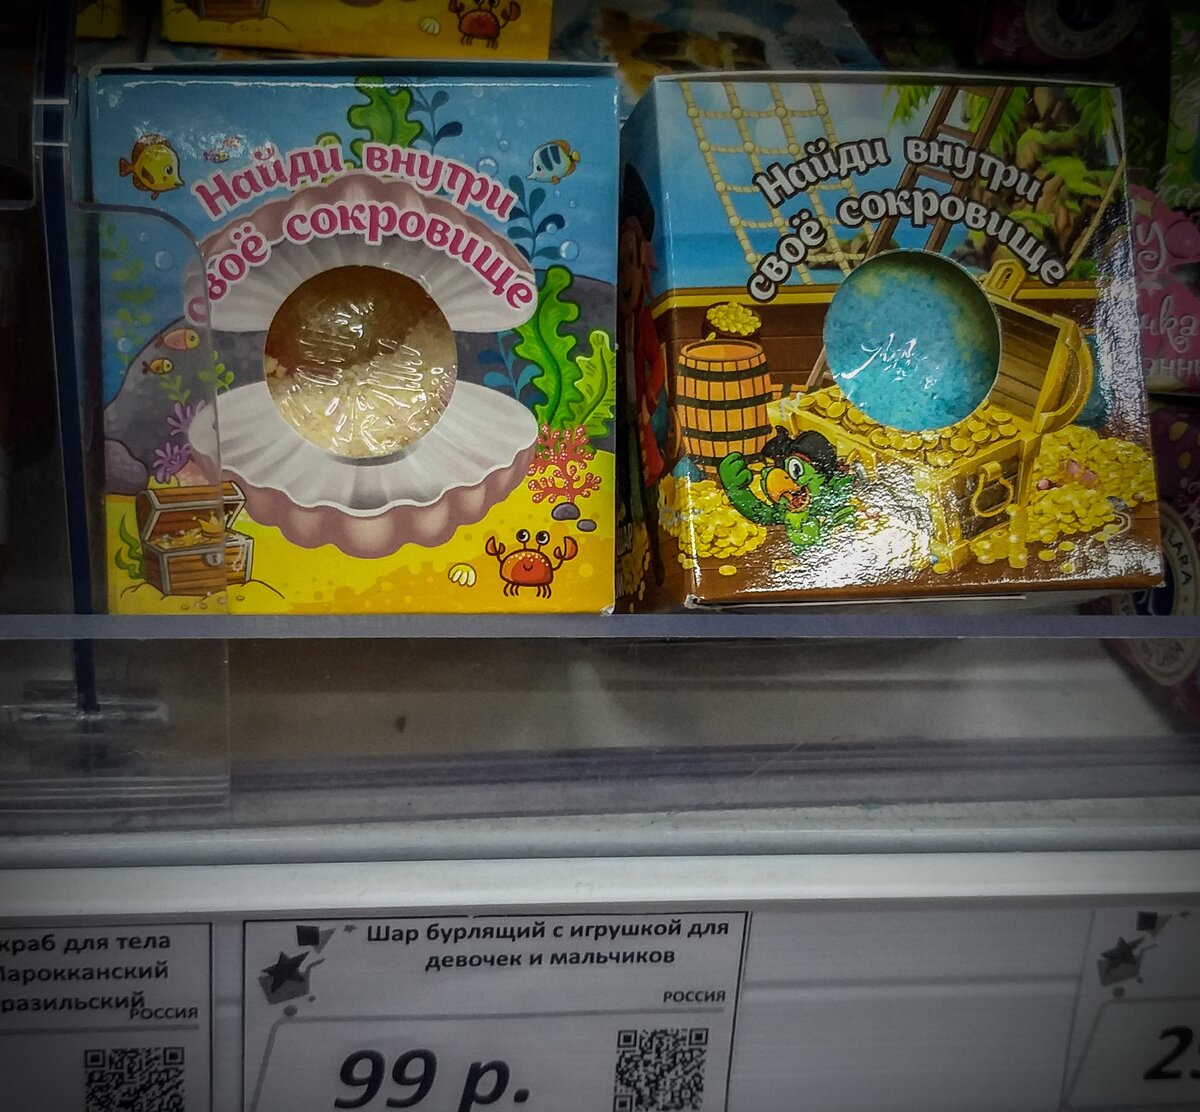 Найди внутри
своё сокровище
Найди внутри
своё сокровище
LARA
краб для тела
Марокканский
разильский
РОССИЯ
Шар бурлящий с игрушкой для
девочек и мальчиков
РОССИЯ
99 р.